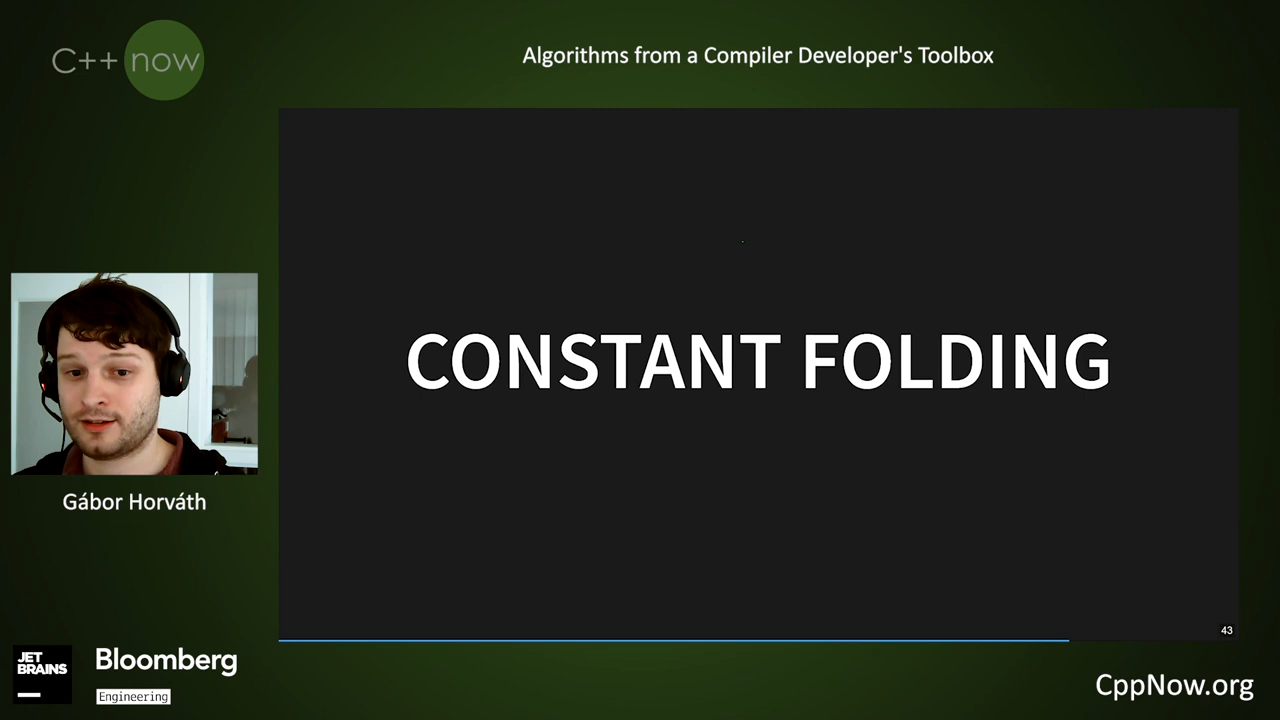 C++ now
Algorithms from a Compiler Developer's Toolbox
CONSTANT FOLDING
Gábor Horváth
43
JET
BRAINS
Bloomberg
Engineering
CppNow.org